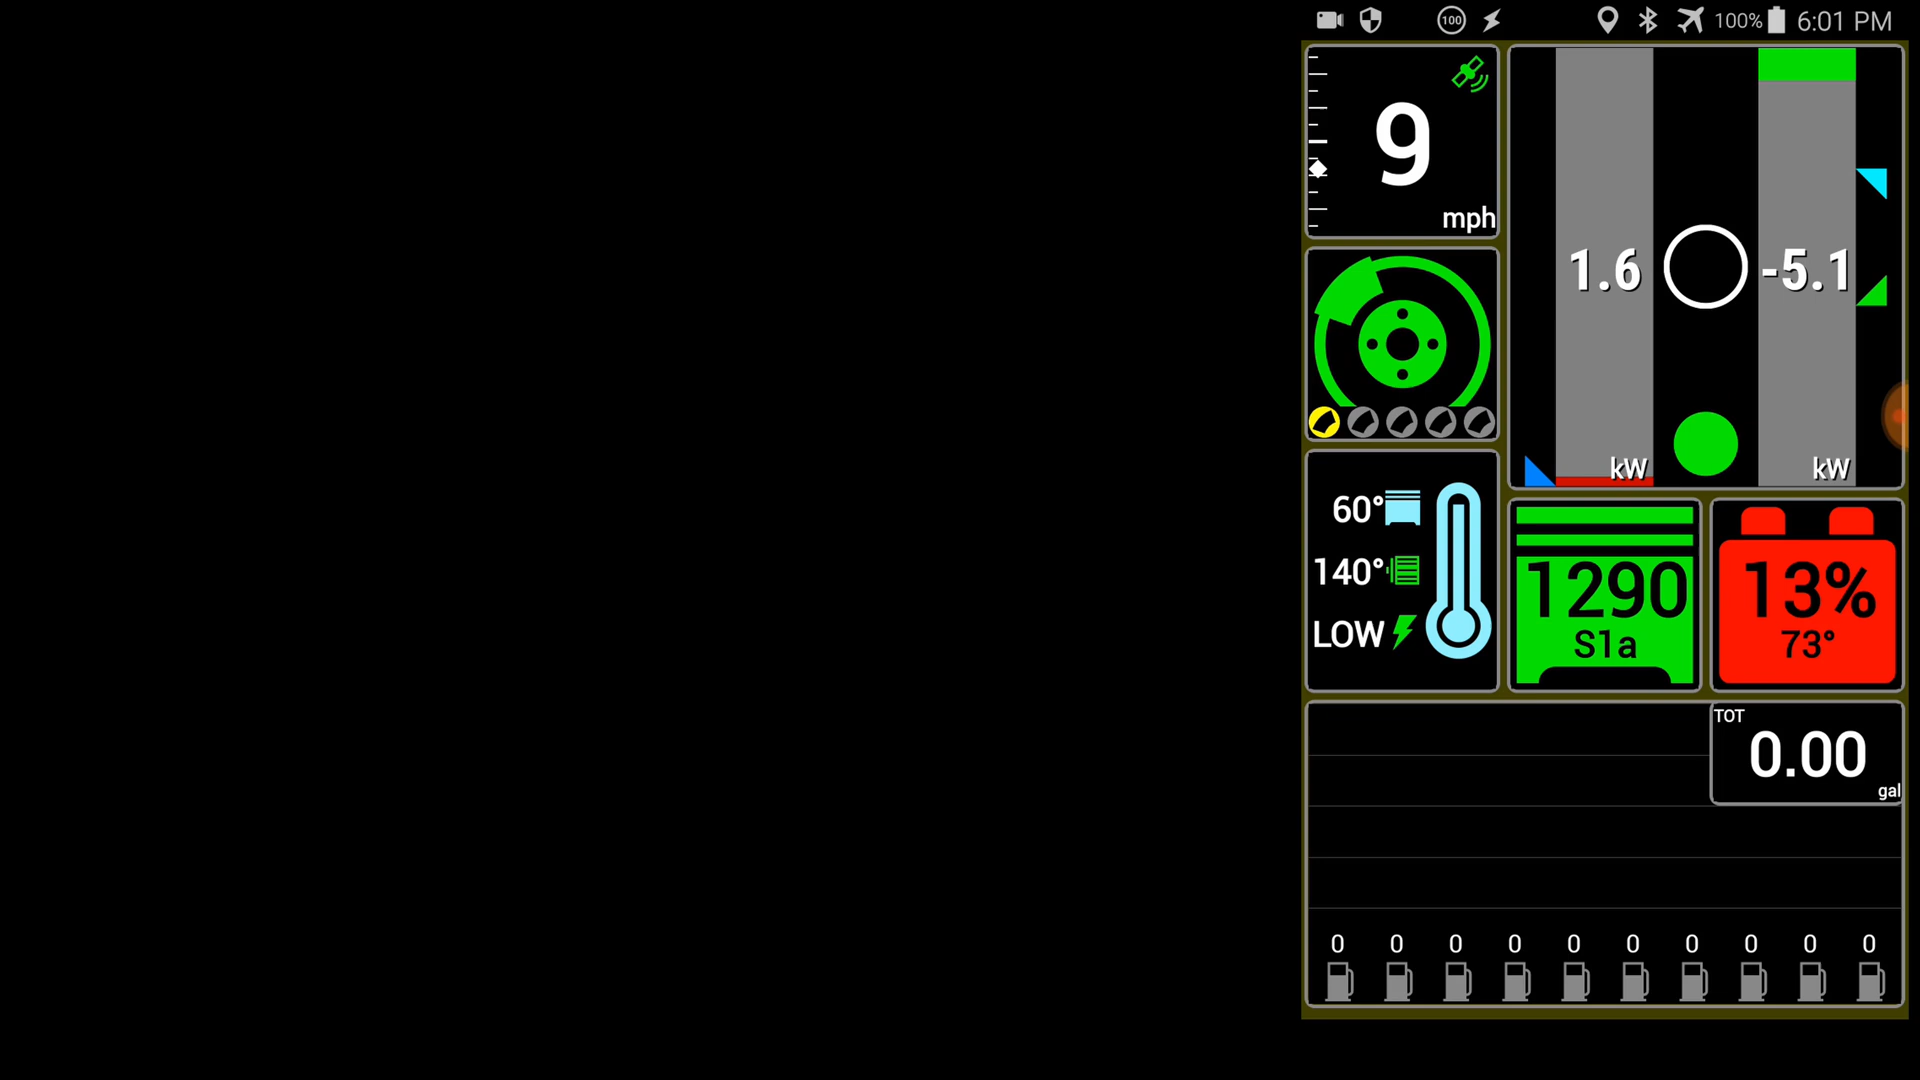 100 100% 6:01 PM
9
mph
1.6 -5.1
kW kW
60°
140°
LOW
1290
S1a
13%
73°
TOT
0.00
gal
0 0 0 0 0 0 0 0 0 0